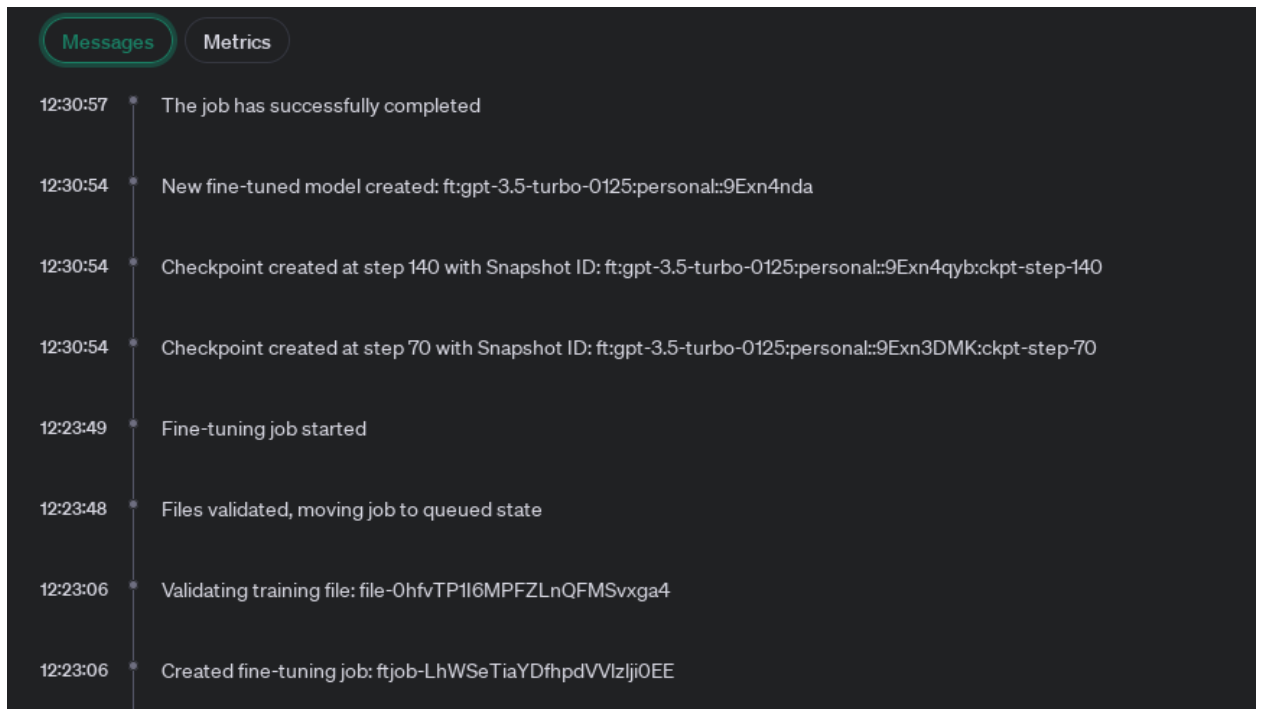 Messages Metrics
12:30:57 The job has successfully completed
12:30:54 New fine-tuned model created: ft:gpt-3.5-turbo-0125:personal::9Exn4nda
12:30:54 Checkpoint created at step 140 with Snapshot ID: ft:gpt-3.5-turbo-0125:personal::9Exn4qyb:ckpt-step-140
12:30:54 Checkpoint created at step 70 with Snapshot ID: ft:gpt-3.5-turbo-0125:personal::9Exn3DMK:ckpt-step-70
12:23:49 Fine-tuning job started
12:23:48 Files validated, moving job to queued state
12:23:06 Validating training file: file-0hfvTP1I6MPFZLnQFMSvxga4
12:23:06 Created fine-tuning job: ftjob-LhWSeTiaYDfhpdVVlzlji0EE